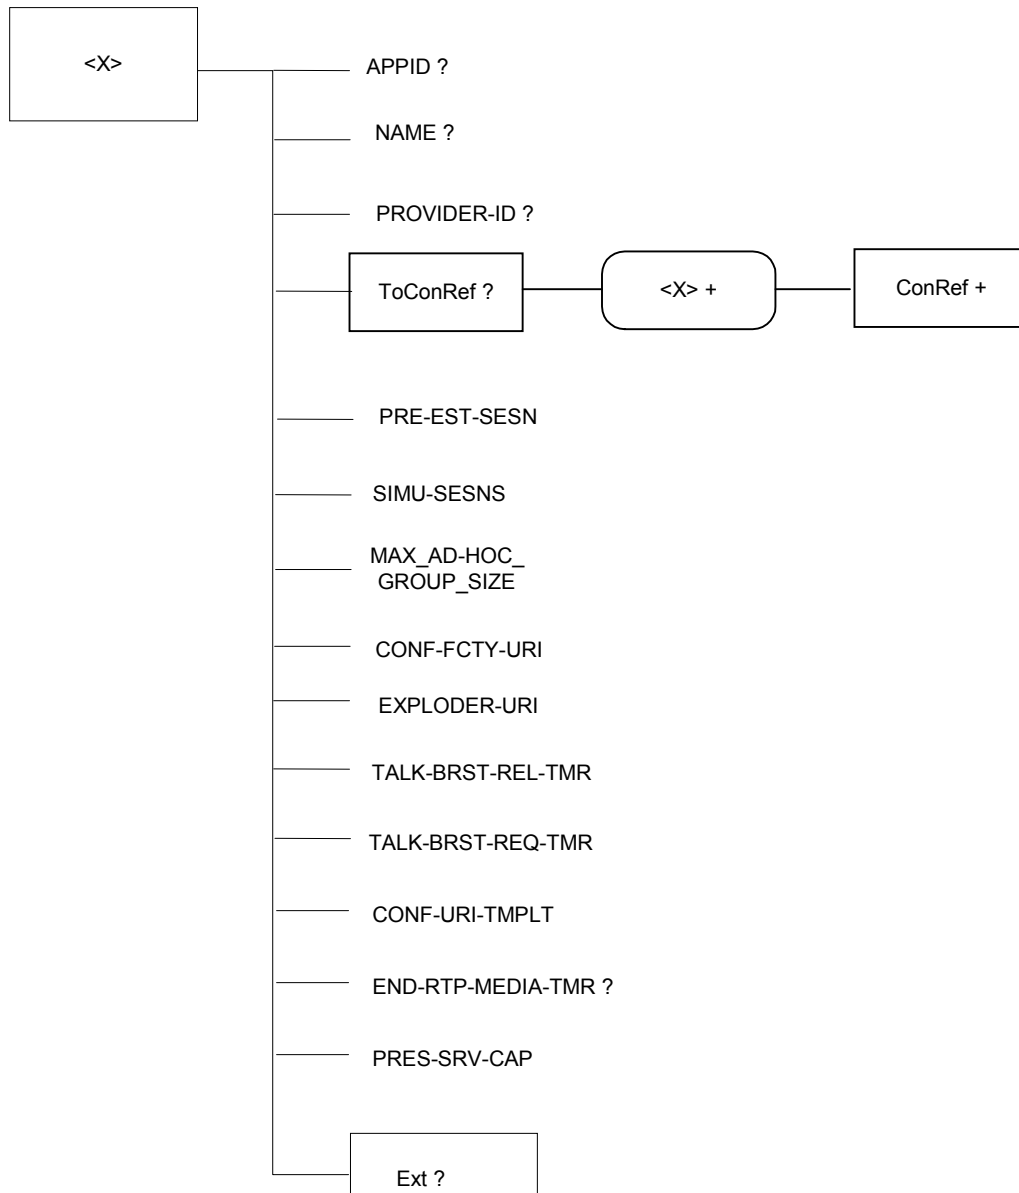 <X>
APPID ?
NAME ?
PROVIDER-ID ?
ToConRef ?
<X> +
ConRef +
PRE-EST-SESN
SIMU-SESNS
MAX_AD-HOC_
GROUP_SIZE
CONF-FCTY-URI
EXPLODER-URI
TALK-BRST-REL-TMR
TALK-BRST-REQ-TMR
CONF-URI-TMPLT
END-RTP-MEDIA-TMR ?
PRES-SRV-CAP
Ext ?